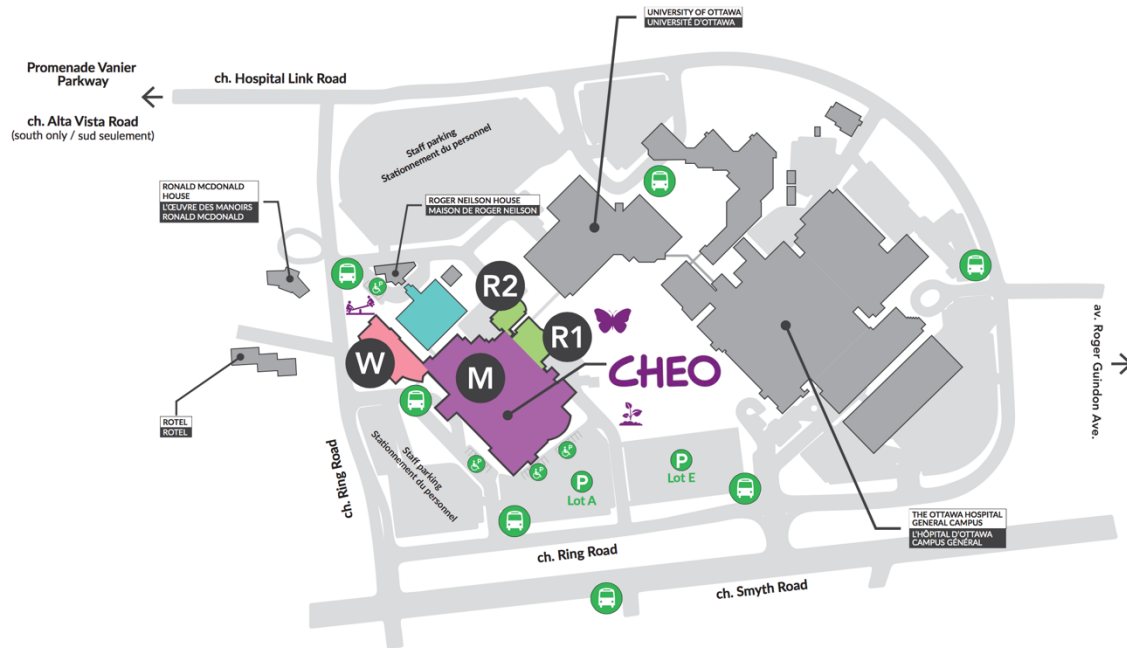 UNIVERSITY OF OTTAWA
UNIVERSITÉ D'OTTAWA
Promenade Vanier
Parkway
ch. Hospital Link Road
ch. Alta Vista Road
(south only / sud seulement)
Staff parking
Stationnement du personnel
RONALD MCDONALD
HOUSE
L'ŒUVRE DES MANOIRS
RONALD MCDONALD
ROGER NEILSON HOUSE
MAISON DE ROGER NEILSON
P
R2
R1
W
M
CHEO
av. Roger Guindon Ave.
ROTEL
ROTEL
ch. Ring Road
Staff parking
Stationnement du personnel
P
P
P
P
Lot A
P
Lot E
THE OTTAWA HOSPITAL
GENERAL CAMPUS
L'HÔPITAL D'OTTAWA
CAMPUS GÉNÉRAL
ch. Ring Road
ch. Smyth Road